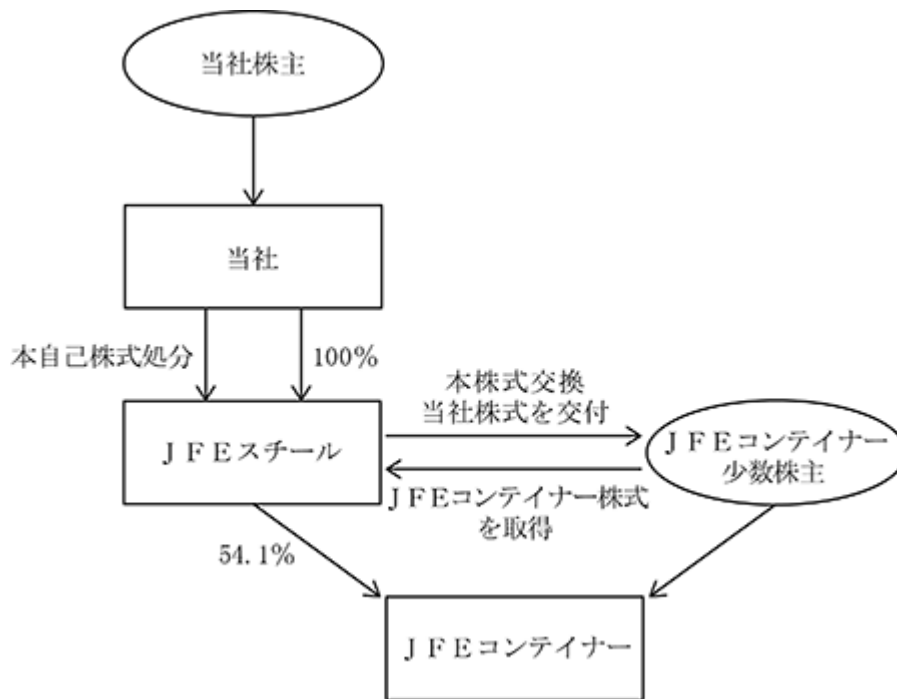 当社株主
当社
本自己株式処分
100%
本株式交換
当社株式を交付
ＪＦＥスチール
ＪＦＥコンテイナー
少数株主
JFEコンテイナー株式
を取得
54.1%
ＪＦＥコンテイナー